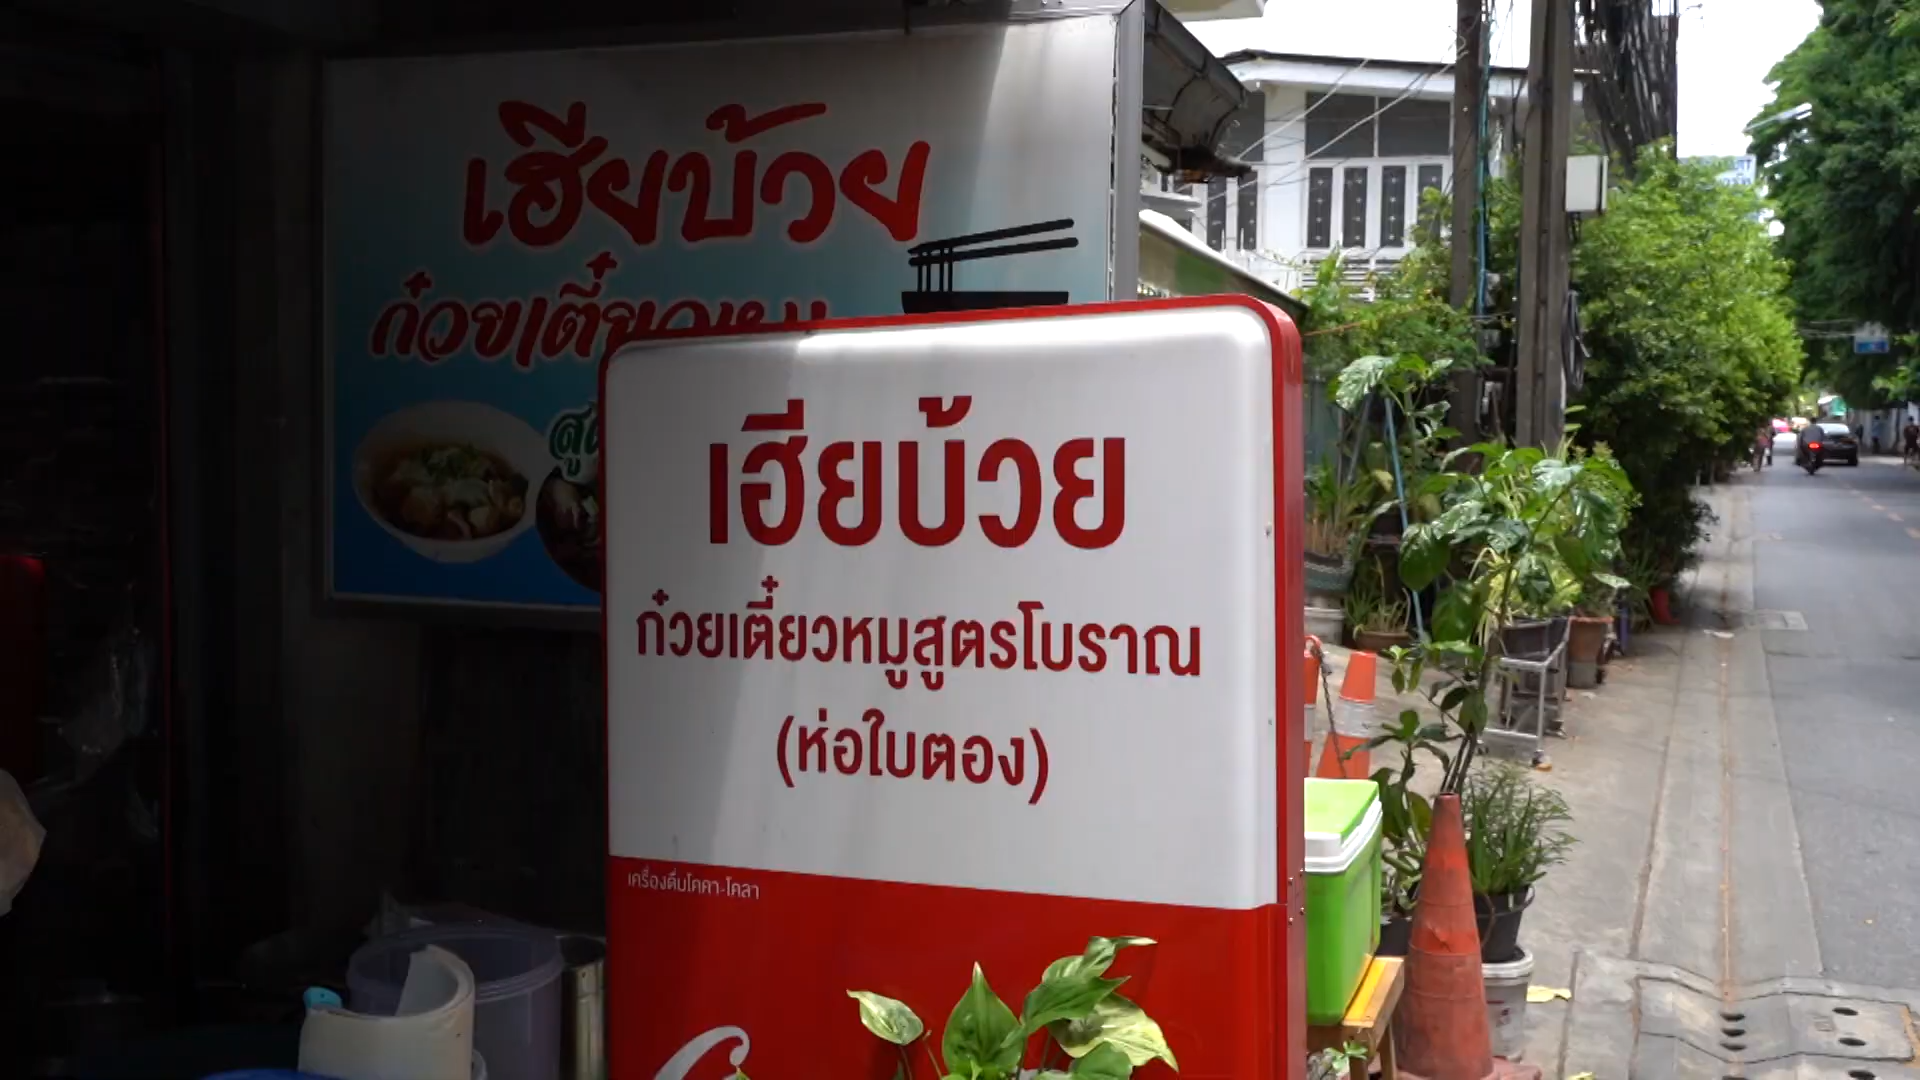 เฮียบ้วย
ก๋วยเตี๋ยวหมู
เฮียบ้วย
ก๋วยเตี๋ยวหมูสูตรโบราณ
(ห่อใบตอง)
เครื่องดื่มโคคา-โคลา